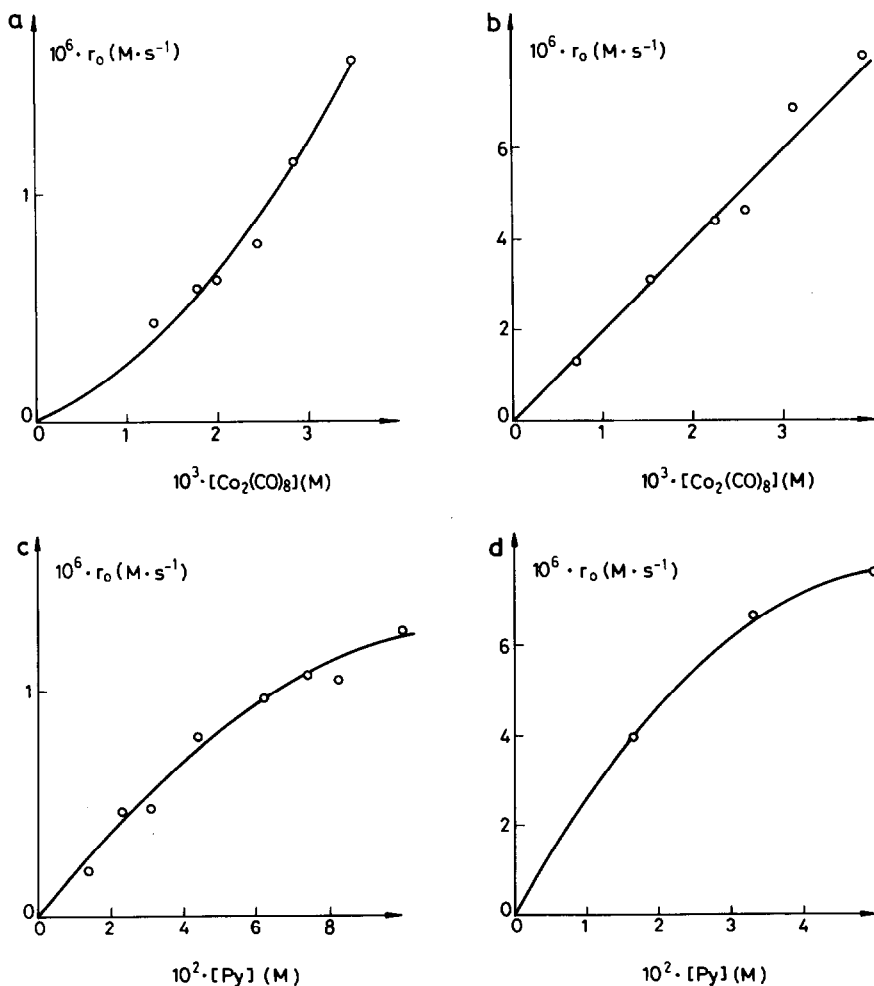 a
10⁶·r₀ (M·s⁻¹)
1
0
0 1 2 3
10³·[Co₂(CO)₈](M)
b
10⁶·r₀ (M·s⁻¹)
6
4
2
0
0 1 2 3
10³·[Co₂(CO)₈](M)
c
10⁶·r₀ (M·s⁻¹)
1
0
0 2 4 6 8
10²·[Py] (M)
d
10⁶·r₀ (M·s⁻¹)
6
4
2
0
0 1 2 3 4
10²·[Py] (M)